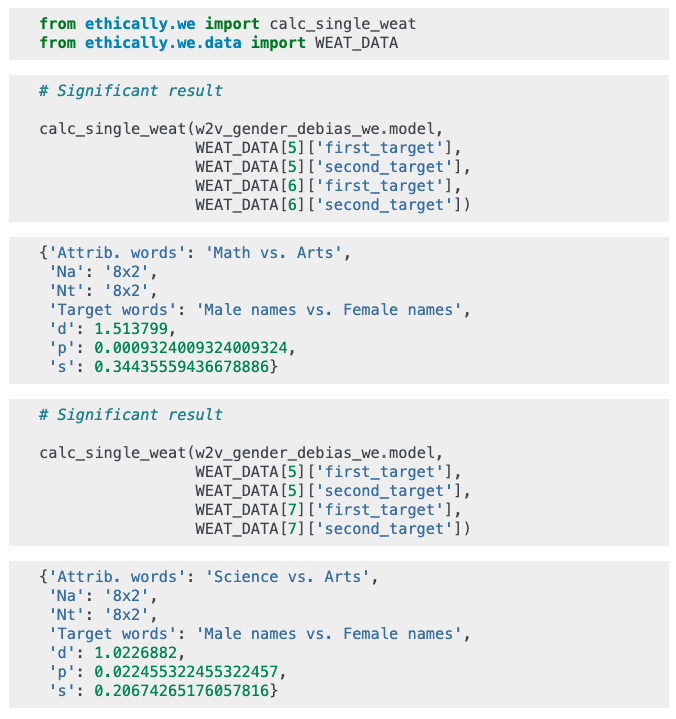 from ethically.we import calc_single_weat
from ethically.we.data import WEAT_DATA
# Significant result
calc_single_weat(w2v_gender_debias_we.model,
WEAT_DATA[5]['first_target'],
WEAT_DATA[5]['second_target'],
WEAT_DATA[6]['first_target'],
WEAT_DATA[6]['second_target'])
{'Attrib. words': 'Math vs. Arts',
'Na': '8x2',
'Nt': '8x2',
'Target words': 'Male names vs. Female names',
'd': 1.513799,
'p': 0.0009324009324009324,
's': 0.34435559436678886}
# Significant result
calc_single_weat(w2v_gender_debias_we.model,
WEAT_DATA[5]['first_target'],
WEAT_DATA[5]['second_target'],
WEAT_DATA[7]['first_target'],
WEAT_DATA[7]['second_target'])
{'Attrib. words': 'Science vs. Arts',
'Na': '8x2',
'Nt': '8x2',
'Target words': 'Male names vs. Female names',
'd': 1.0226882,
'p': 0.022455322455322457,
's': 0.20674265176057816}